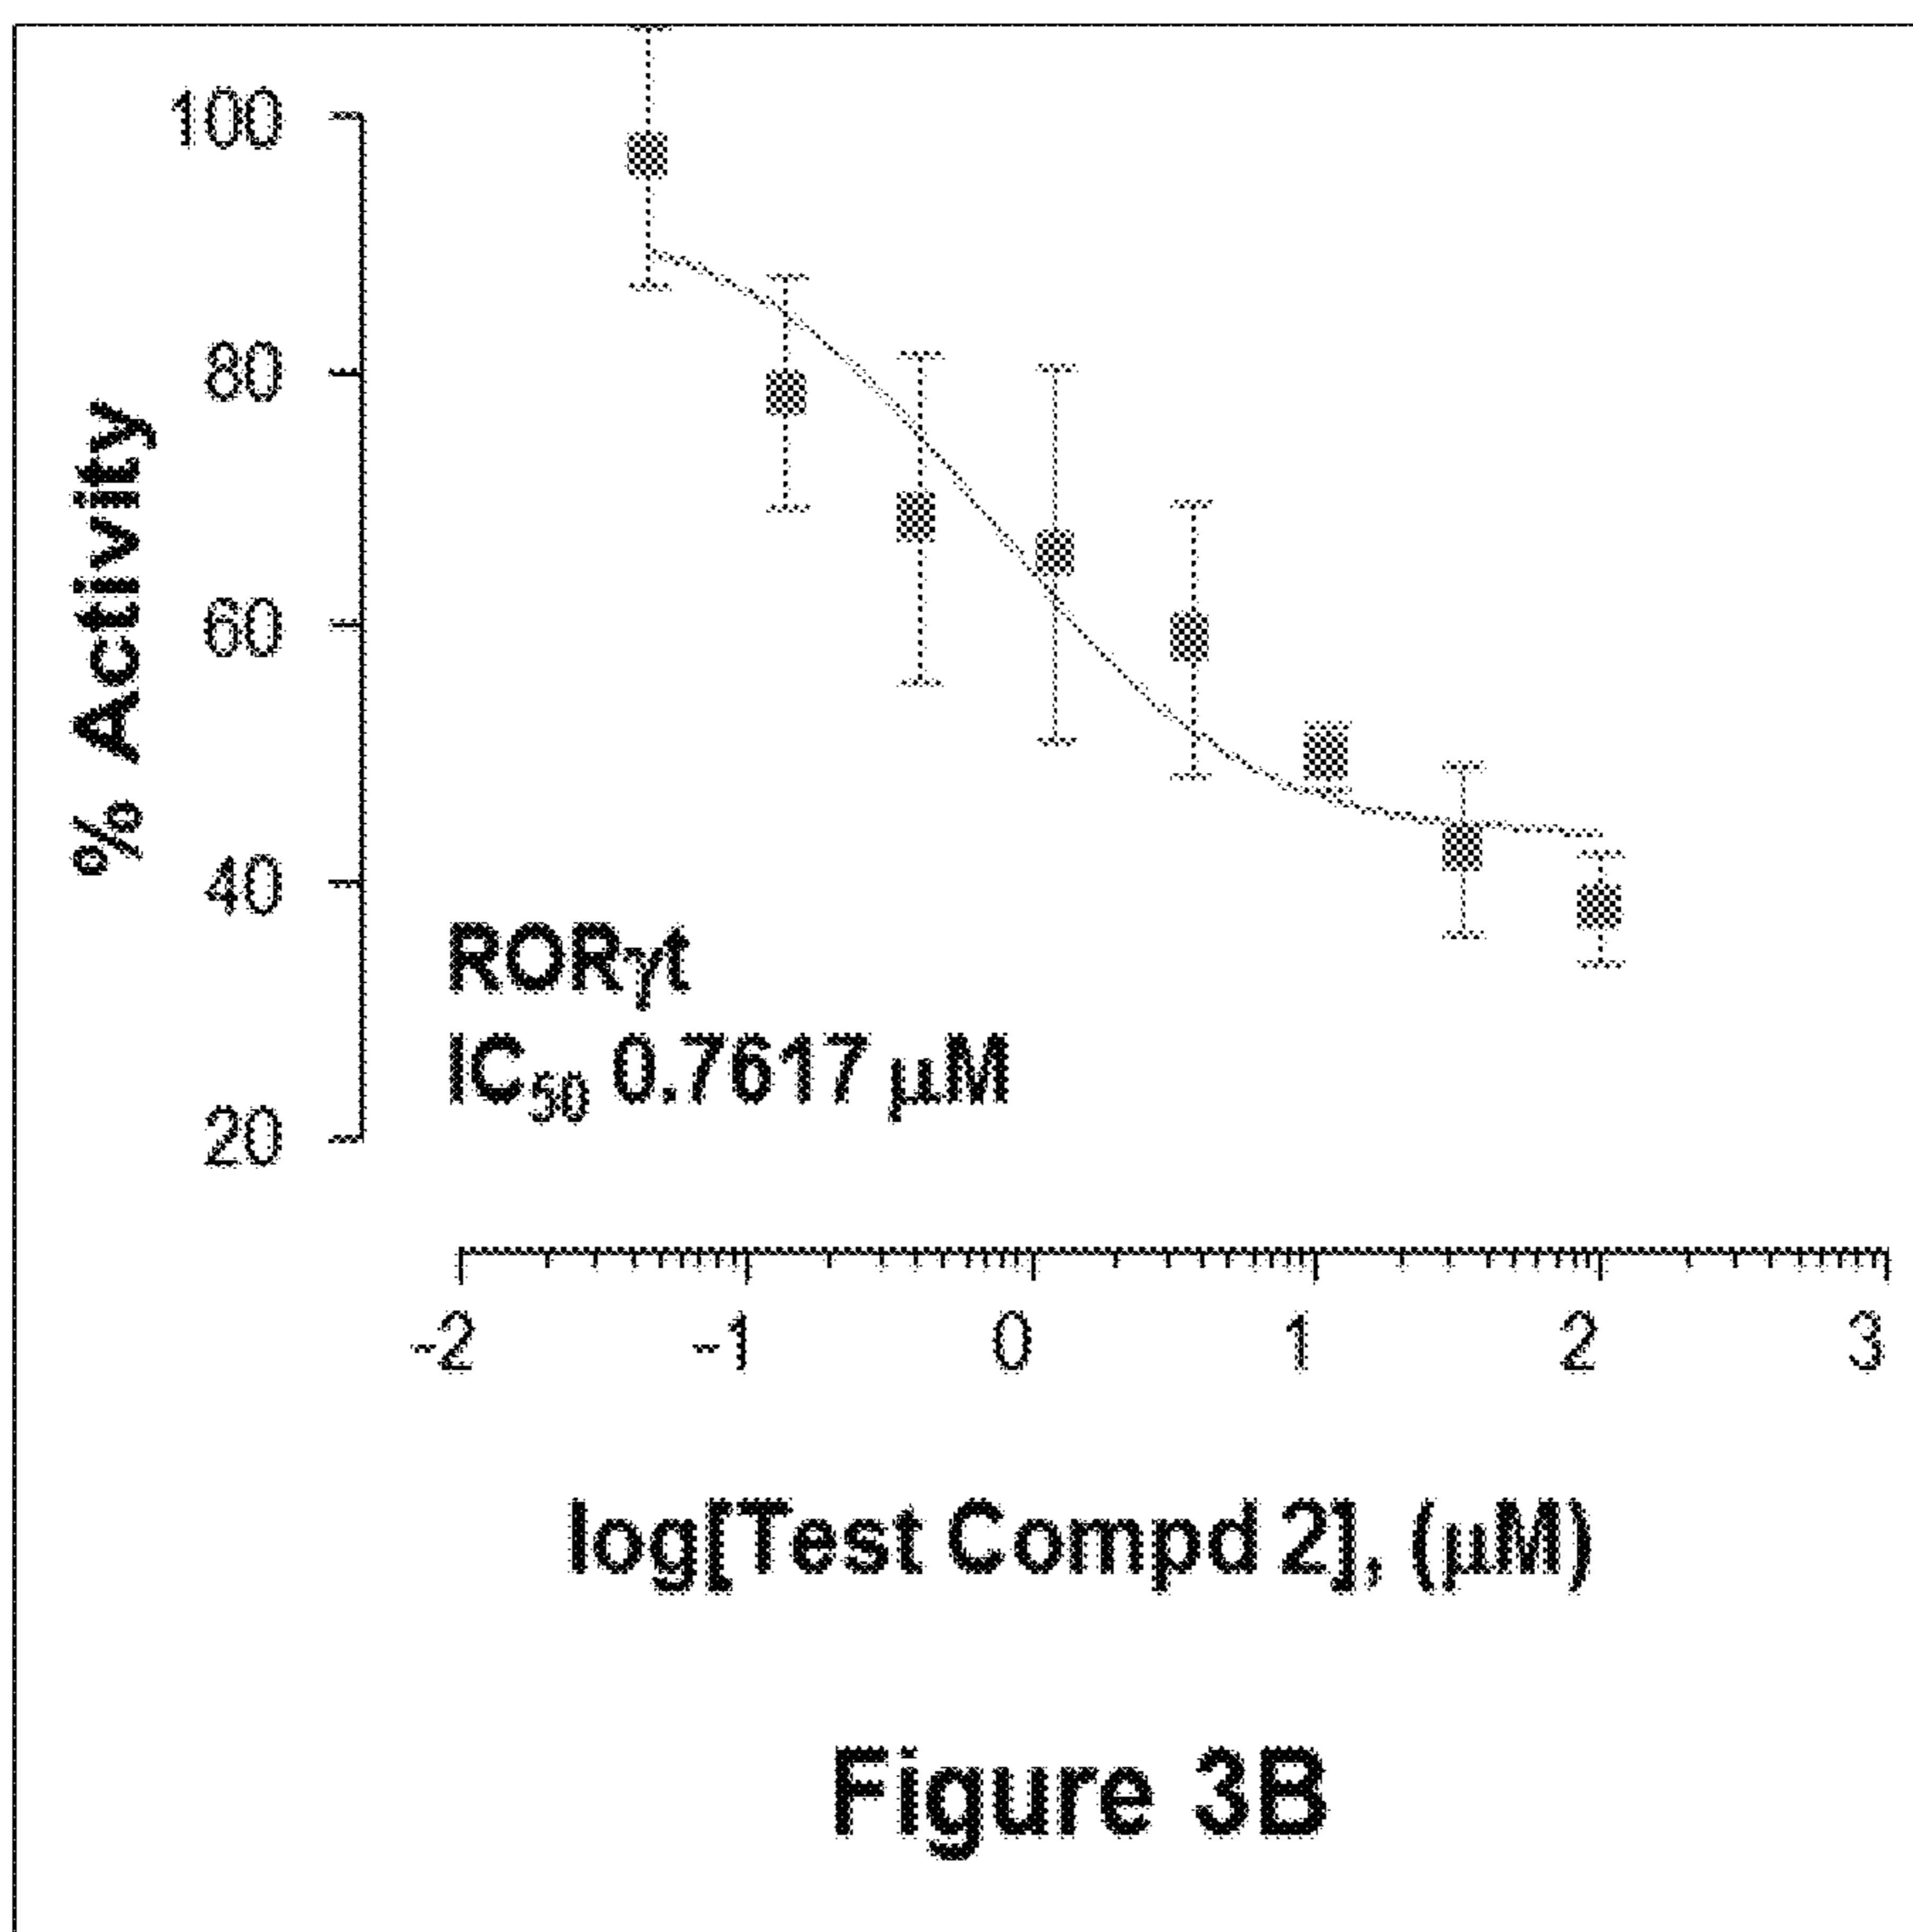 100
80
60
40
20
% Activity
RORγt
IC50 0.7617 μM
-2 -1 0 1 2 3
log[Test Compd 2], (μM)
Figure 3B